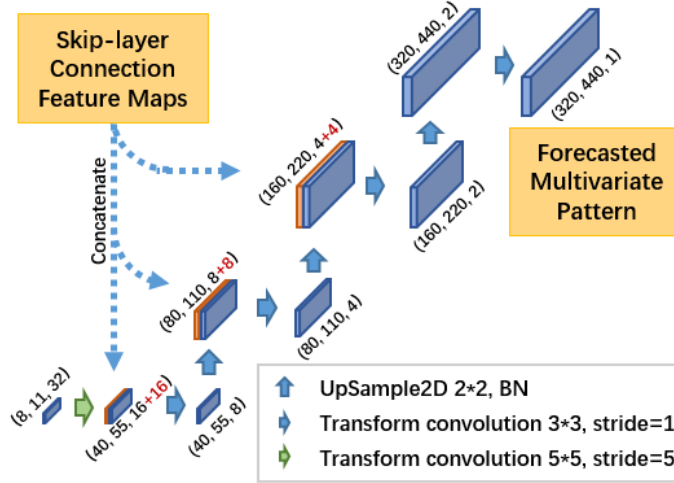 Skip-layer
Connection
Feature Maps
Concatenate
(8, 11, 32)
(40, 55, 16+16)
(40, 55, 8)
(80, 110, 8+8)
(80, 110, 4)
(160, 220, 4+4)
(160, 220, 2)
(320, 440, 2)
(320, 440, 1)
Forecasted
Multivariate
Pattern
UpSample2D 2*2, BN
Transform convolution 3*3, stride=1
Transform convolution 5*5, stride=5